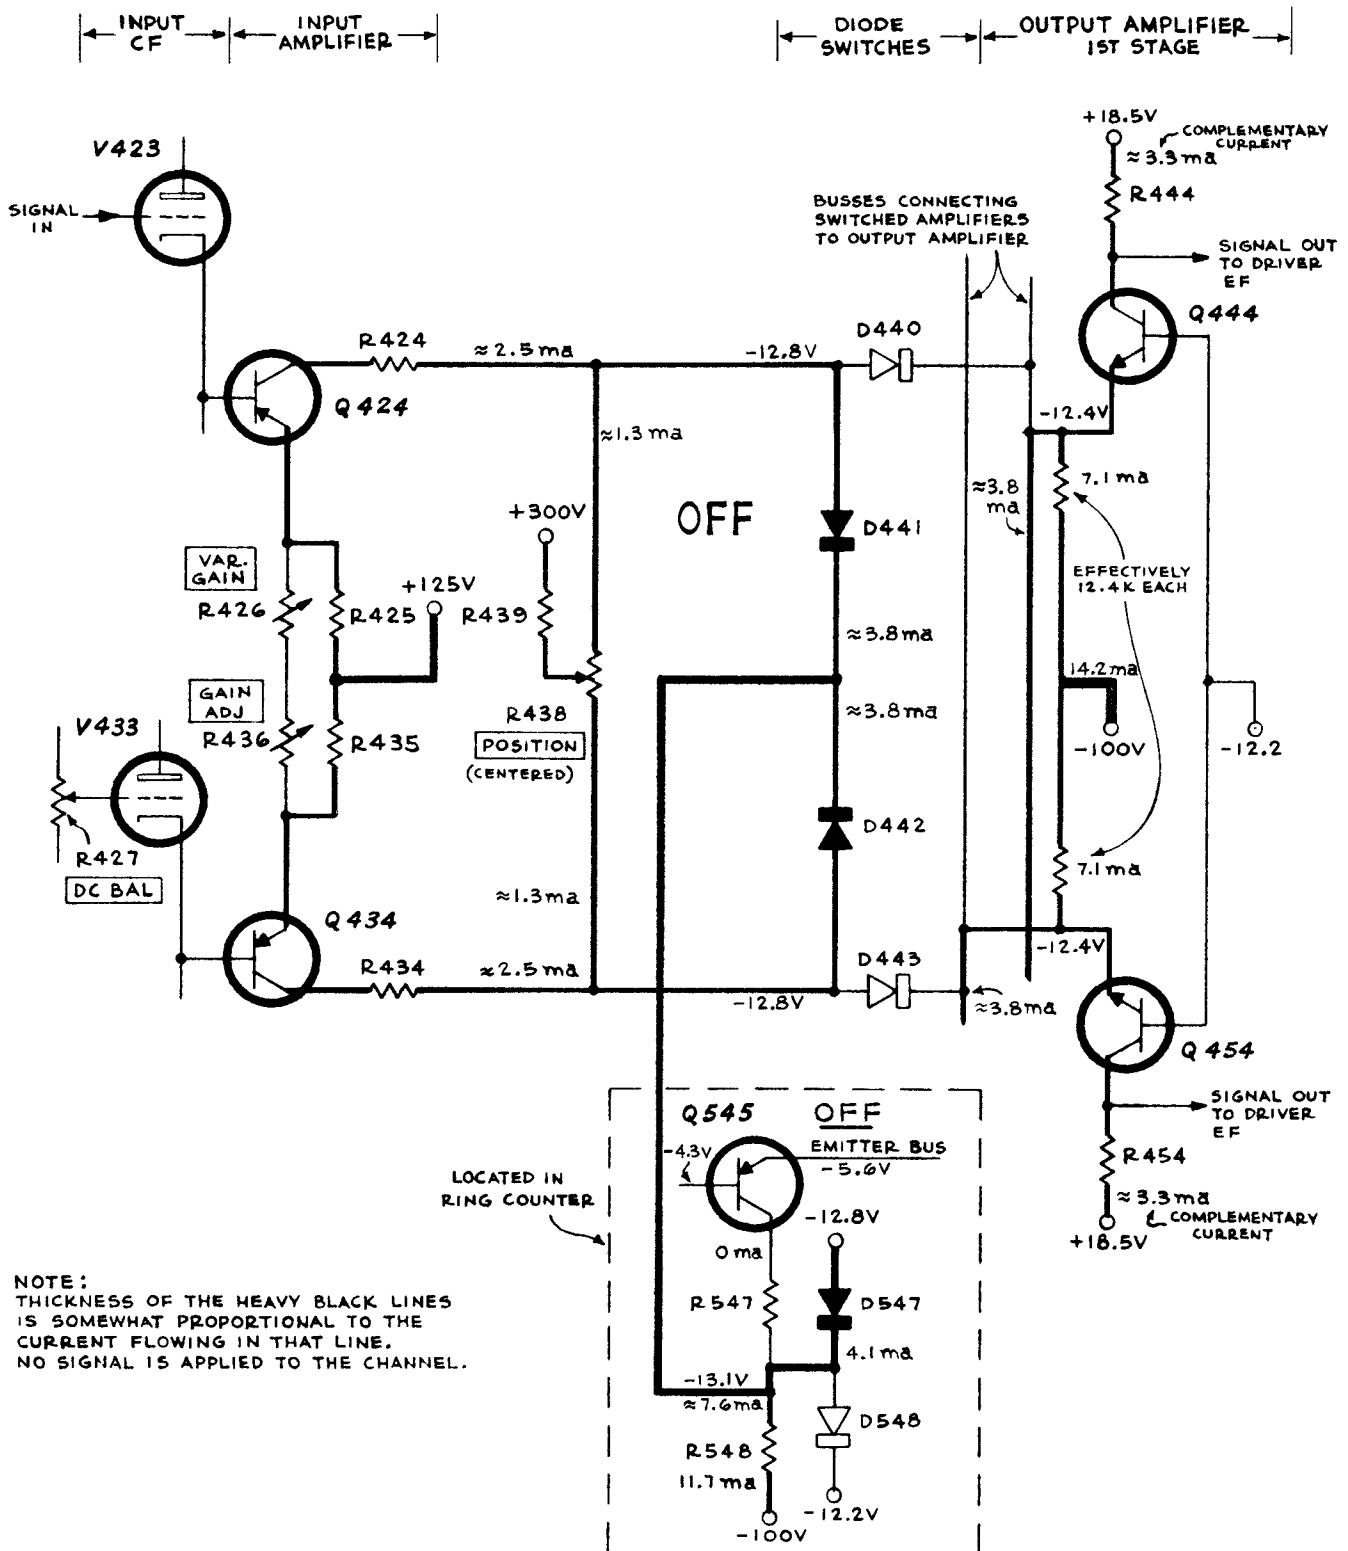 INPUT
CF
INPUT
AMPLIFIER
DIODE
SWITCHES
OUTPUT AMPLIFIER
1ST STAGE
V423
SIGNAL
IN
+18.5V
COMPLEMENTARY
CURRENT
≈3.3ma
R444
BUSSES CONNECTING
SWITCHED AMPLIFIERS
TO OUTPUT AMPLIFIER
SIGNAL OUT
TO DRIVER
EF
Q444
R424
≈2.5ma
-12.8V
D440
Q424
≈1.3ma
-12.4V
7.1ma
≈3.8
ma
OFF
+300V
D441
VAR.
GAIN
R426
R425
+125V
R439
EFFECTIVELY
12.4K EACH
≈3.8ma
14.2ma
GAIN
ADJ
R436
R435
R438
POSITION
(CENTERED)
≈3.8ma
-100V
-12.2
V433
R427
DC BAL
D442
7.1ma
≈1.3ma
Q434
R434
≈2.5ma
-12.8V
D443
≈3.8ma
-12.4V
Q454
SIGNAL OUT
TO DRIVER
EF
R454
≈3.3ma
COMPLEMENTARY
CURRENT
+18.5V
Q545
OFF
-4.3V
EMITTER BUS
-5.6V
LOCATED IN
RING COUNTER
-12.8V
0ma
R547
D547
4.1ma
-13.1V
≈7.6ma
D548
R548
11.7ma
-12.2V
-100V
NOTE:
THICKNESS OF THE HEAVY BLACK LINES
IS SOMEWHAT PROPORTIONAL TO THE
CURRENT FLOWING IN THAT LINE.
NO SIGNAL IS APPLIED TO THE CHANNEL.